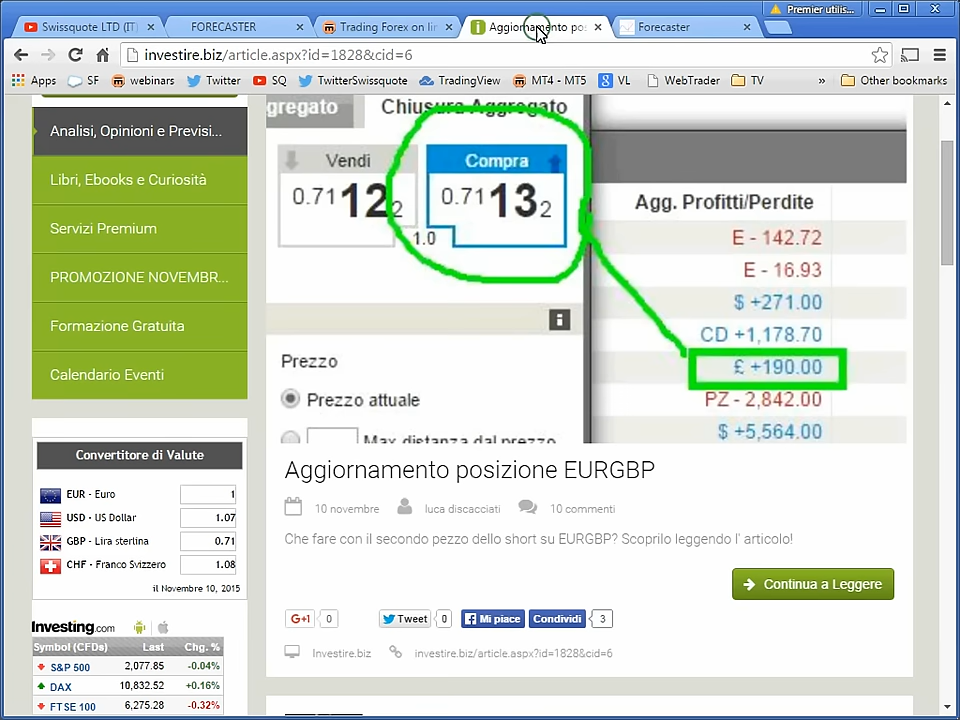 Premier utilis...
Swissquote LTD (IT)
FORECASTER
Trading Forex on lin
Aggiornamento pos
Forecaster
investire.biz/article.aspx?id=1828&cid=6
Apps
SF
webinars
Twitter
SQ
TwitterSwissquote
TradingView
MT4 - MT5
VL
WebTrader
TV
»
Other bookmarks
Analisi, Opinioni e Previsi...
Libri, Ebooks e Curiosità
Servizi Premium
PROMOZIONE NOVEMBR...
Formazione Gratuita
Calendario Eventi
Convertitore di Valute
EUR - Euro 1
USD - US Dollar 1.07
GBP - Lira sterlina 0.71
CHF - Franco Svizzero 1.08
il Novembre 10, 2015
Investing.com
Symbol (CFDs) Last Chg. %
S&P 500 2,077.85 -0.04%
DAX 10,832.52 +0.16%
FTSE 100 6,275.28 -0.32%
gregato
Chiusura Aggregato
Vendi
Compra
0.71 12 2
0.71 13 2
1.0
Prezzo
Prezzo attuale
Max distanza dal prezzo
Agg. Profitti/Perdite
E - 142.72
E - 16.93
$ +271.00
CD +1,178.70
£ +190.00
PZ - 2,842.00
$ +5,564.00
Aggiornamento posizione EURGBP
10 novembre
luca discacciati
10 commenti
Che fare con il secondo pezzo dello short su EURGBP? Scoprilo leggendo l' articolo!
Continua a Leggere
G+1 0
Tweet 0
Mi piace
Condividi 3
Investire.biz
investire.biz/article.aspx?id=1828&cid=6